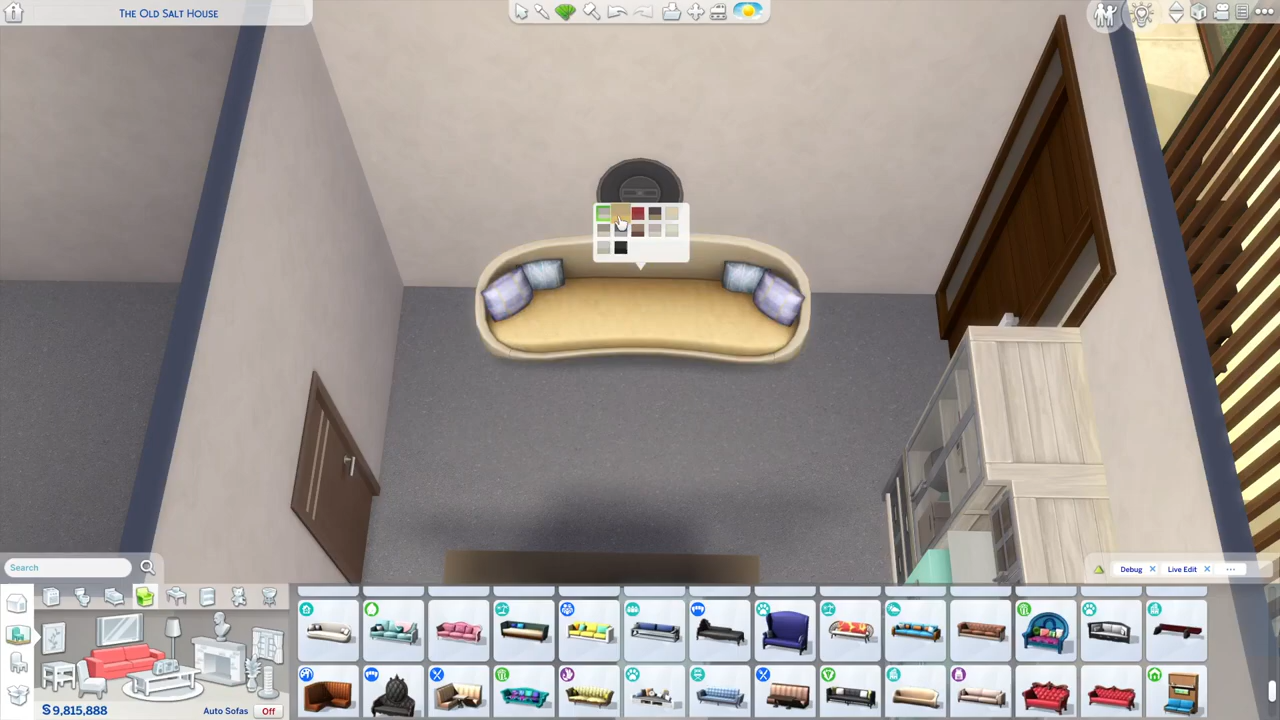 The Old Salt House
Search
Debug
Live Edit
$9,815,888
Auto Sofas
Off